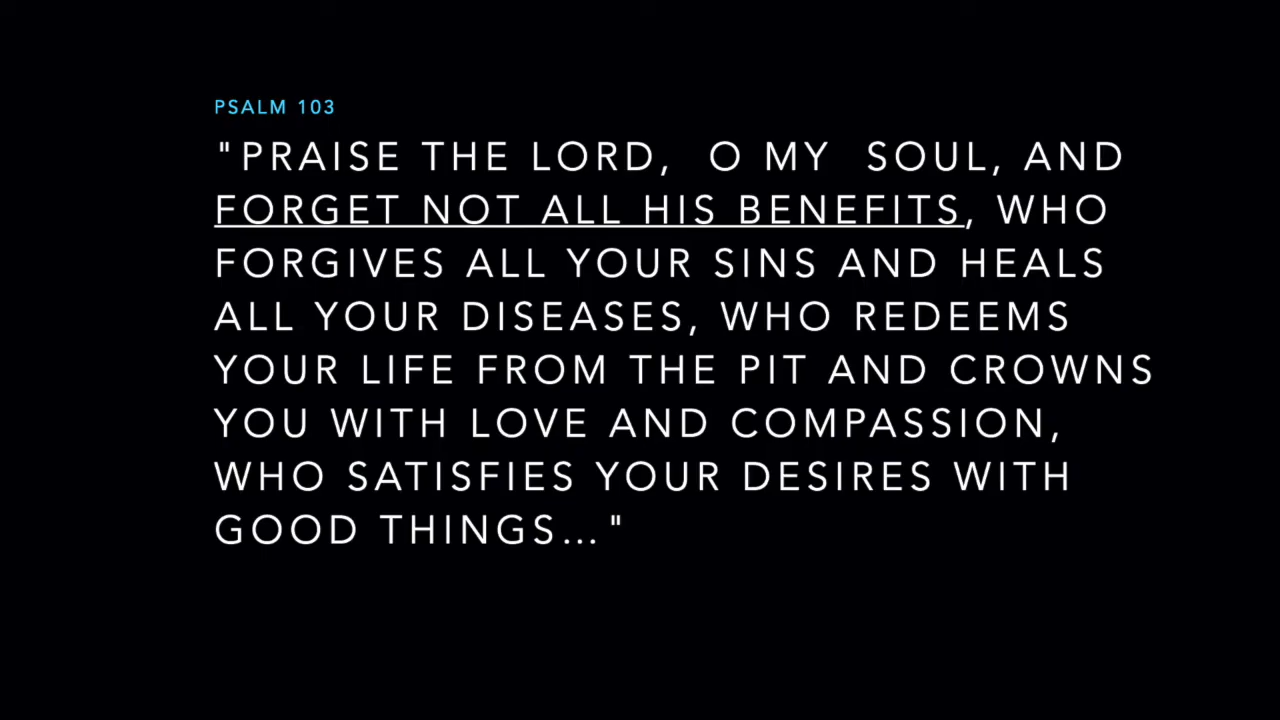 PSALM 103
"PRAISE THE LORD,  O MY  SOUL, AND
FORGET NOT ALL HIS BENEFITS, WHO
FORGIVES ALL YOUR SINS AND HEALS
ALL YOUR DISEASES, WHO REDEEMS
YOUR LIFE FROM THE PIT AND CROWNS
YOU WITH LOVE AND COMPASSION,
WHO SATISFIES YOUR DESIRES WITH
GOOD THINGS…"